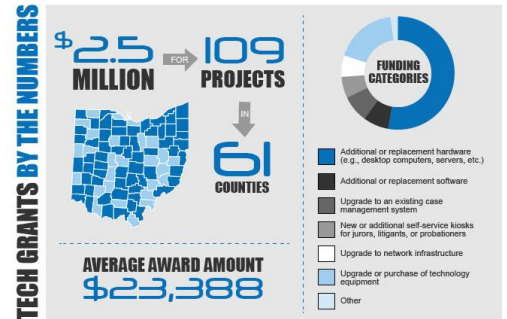 TECH GRANTS BY THE NUMBERS
$2.5
MILLION
FOR
109
PROJECTS
IN
61
COUNTIES
AVERAGE AWARD AMOUNT
$23,388
FUNDING
CATEGORIES
Additional or replacement hardware
(e.g., desktop computers, servers, etc.)
Additional or replacement software
Upgrade to an existing case
management system
New or additional self-service kiosks
for jurors, litigants, or probationers
Upgrade to network infrastructure
Upgrade or purchase of technology
equipment
Other